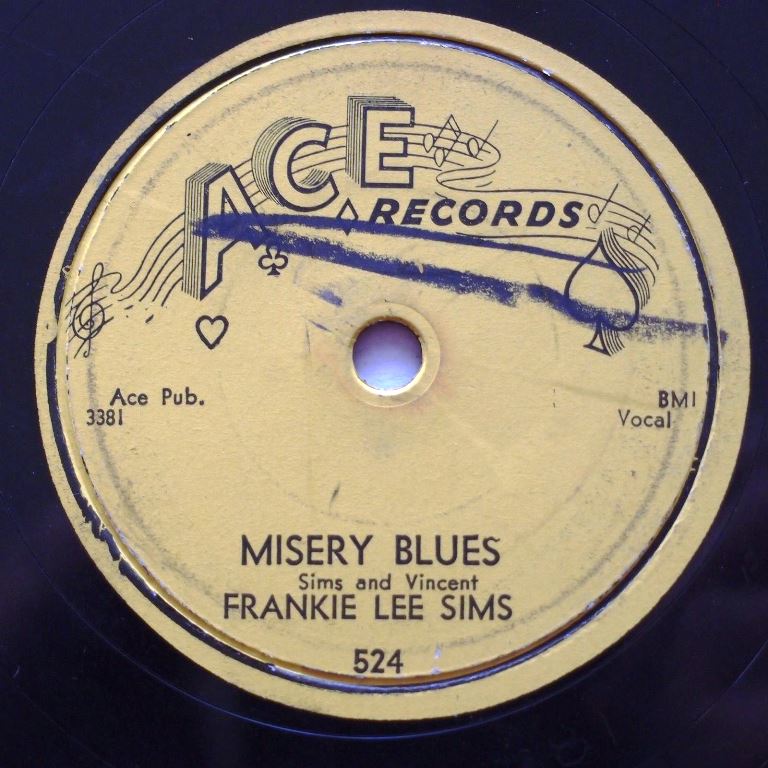 ACE
RECORDS
Ace Pub.
3381
BMI
Vocal
MISERY BLUES
Sims and Vincent
FRANKIE LEE SIMS
524